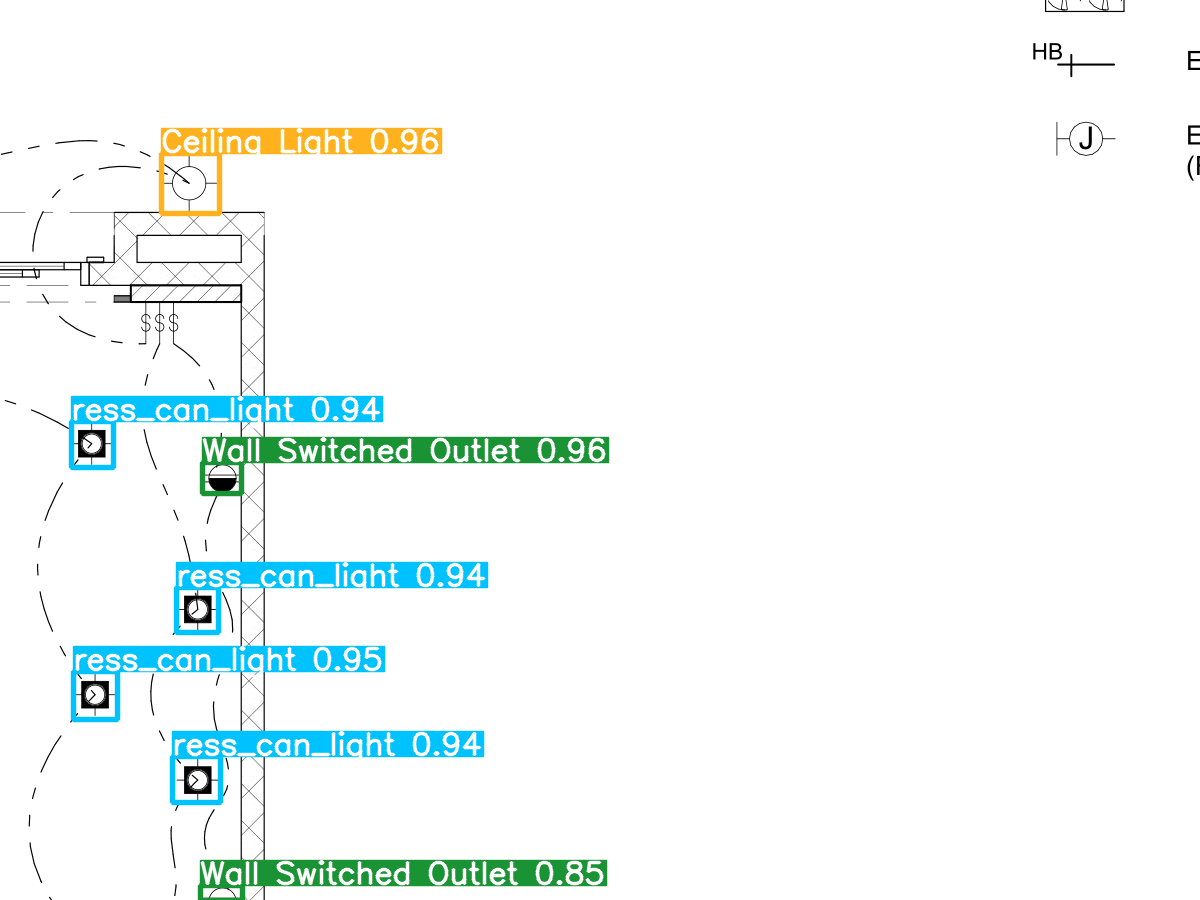 HB
E
J
E
(F
Ceiling Light 0.96
$ $ $
ress_can_light 0.94
Wall Switched Outlet 0.96
ress_can_light 0.94
ress_can_light 0.95
ress_can_light 0.94
Wall Switched Outlet 0.85